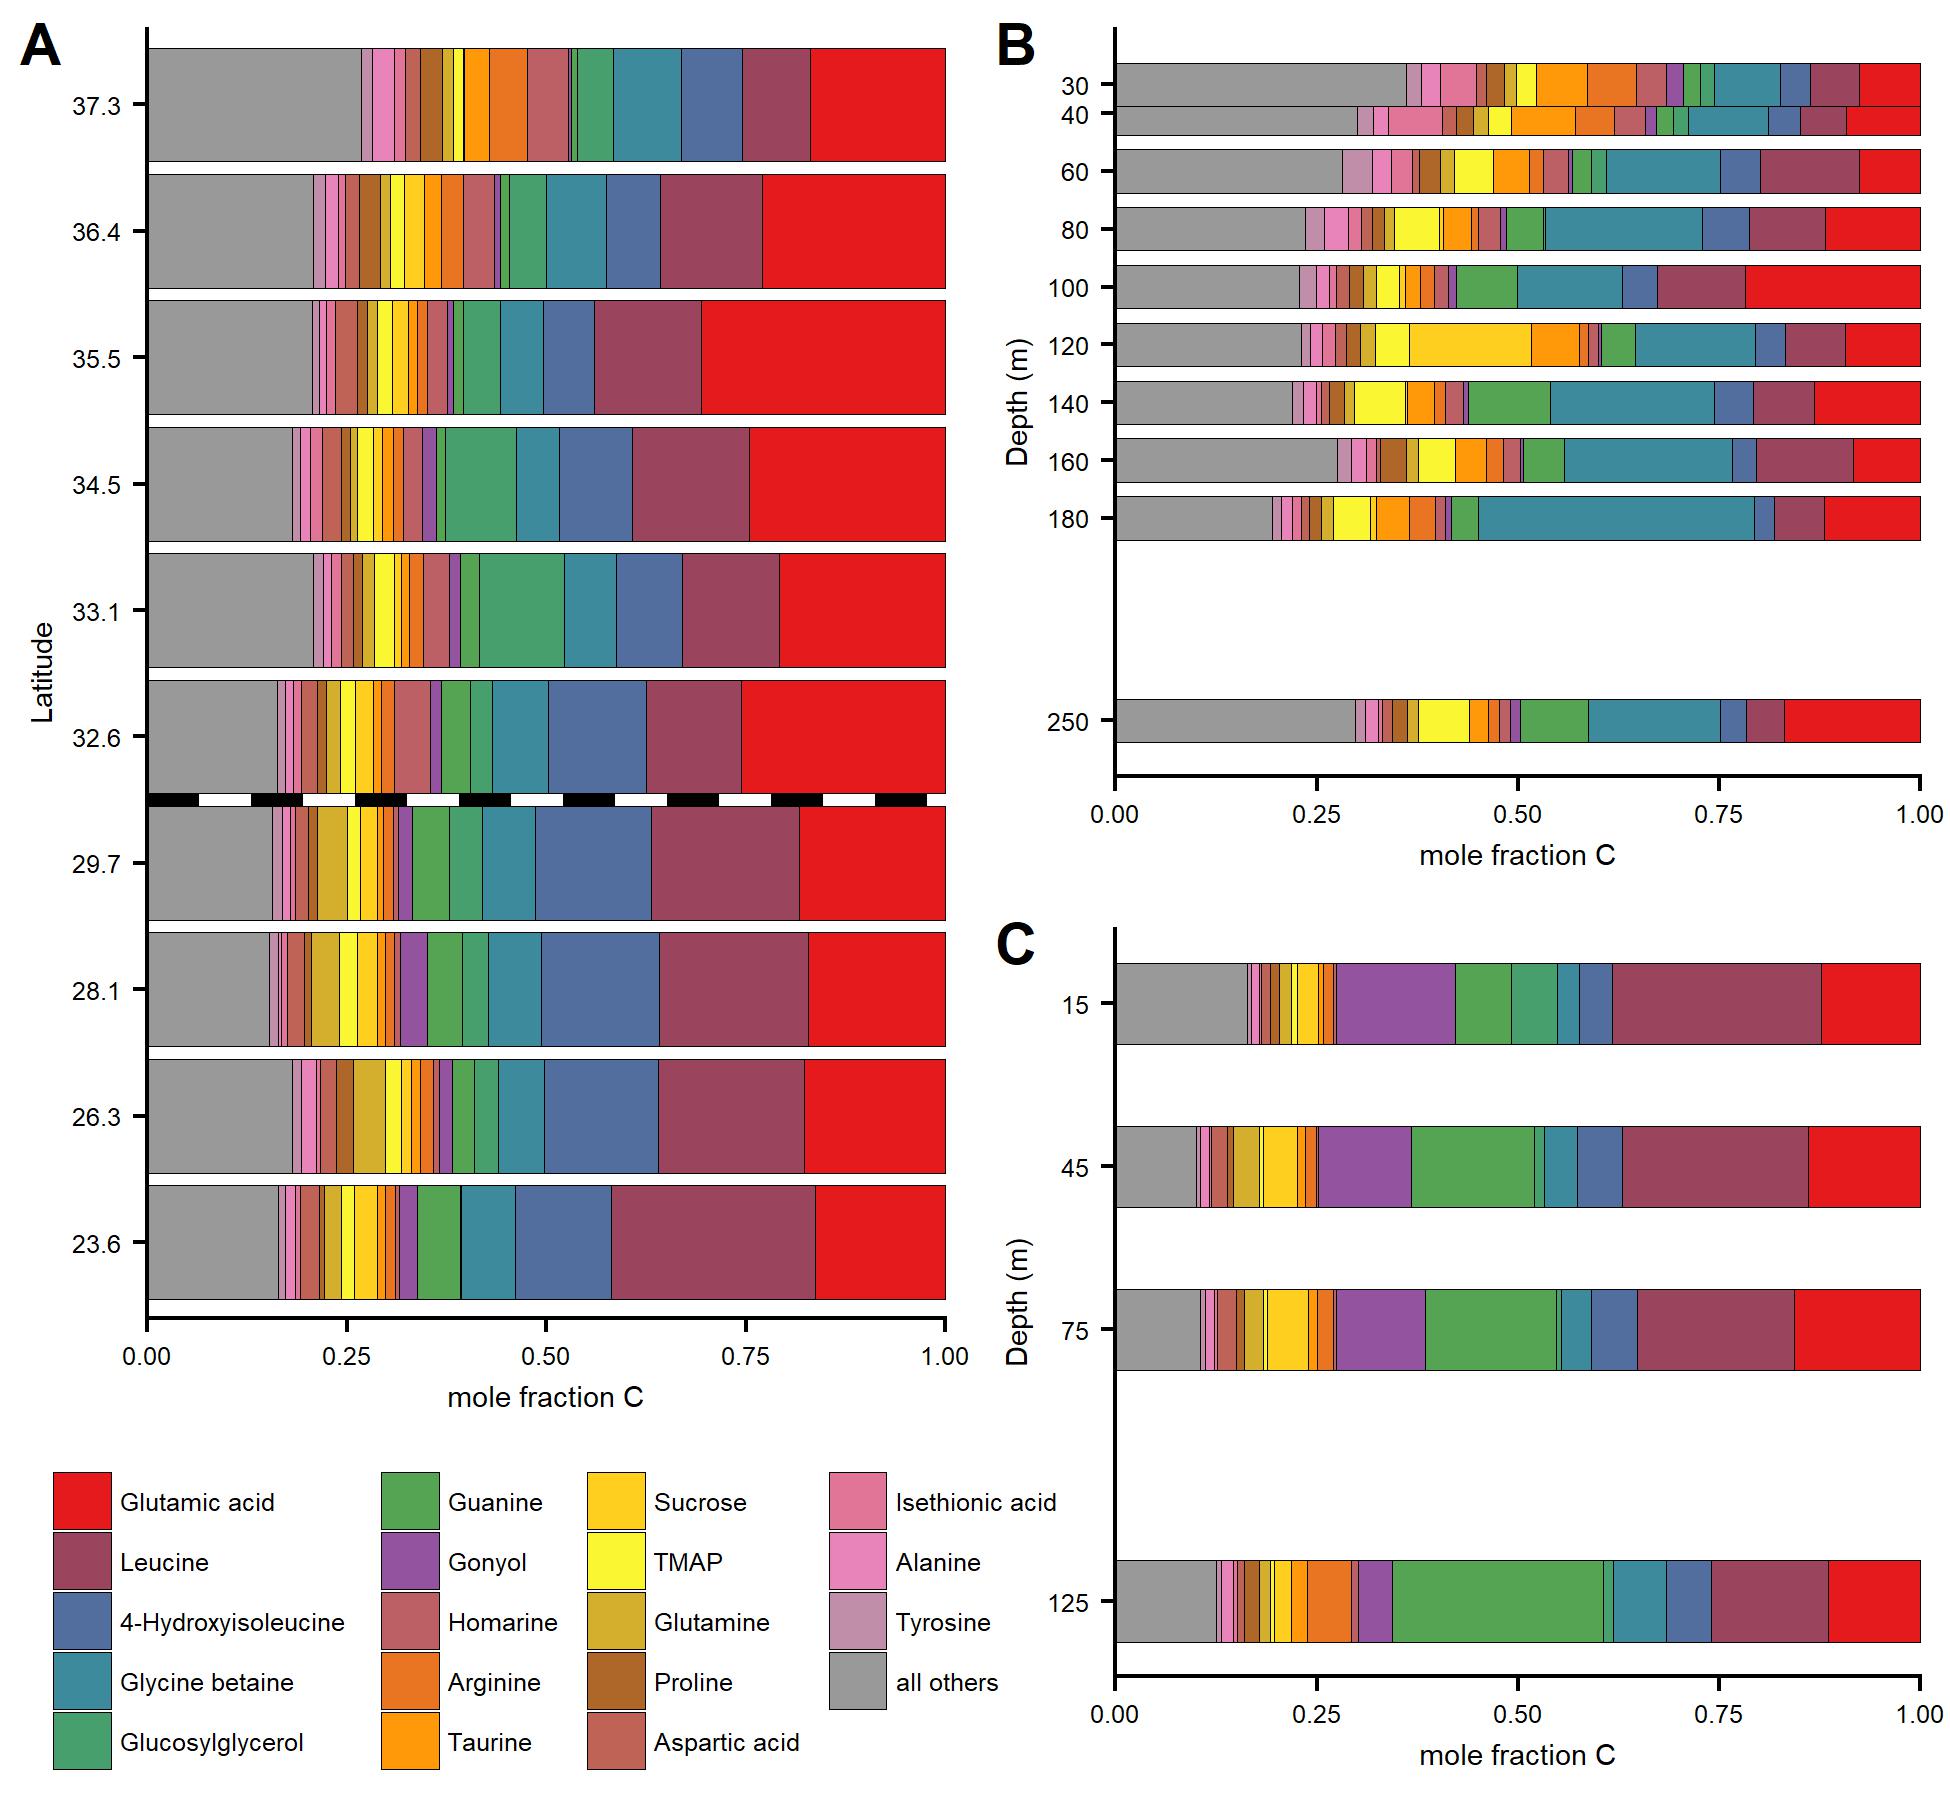 A
37.3
36.4
35.5
34.5
33.1
32.6
29.7
28.1
26.3
23.6
Latitude
0.00 0.25 0.50 0.75 1.00
mole fraction C
B
30
40
60
80
100
120
140
160
180
250
Depth (m)
0.00 0.25 0.50 0.75 1.00
mole fraction C
C
15
45
75
125
Depth (m)
0.00 0.25 0.50 0.75 1.00
mole fraction C
Glutamic acid
Leucine
4-Hydroxyisoleucine
Glycine betaine
Glucosylglycerol
Guanine
Gonyol
Homarine
Arginine
Taurine
Sucrose
TMAP
Glutamine
Proline
Aspartic acid
Isethionic acid
Alanine
Tyrosine
all others